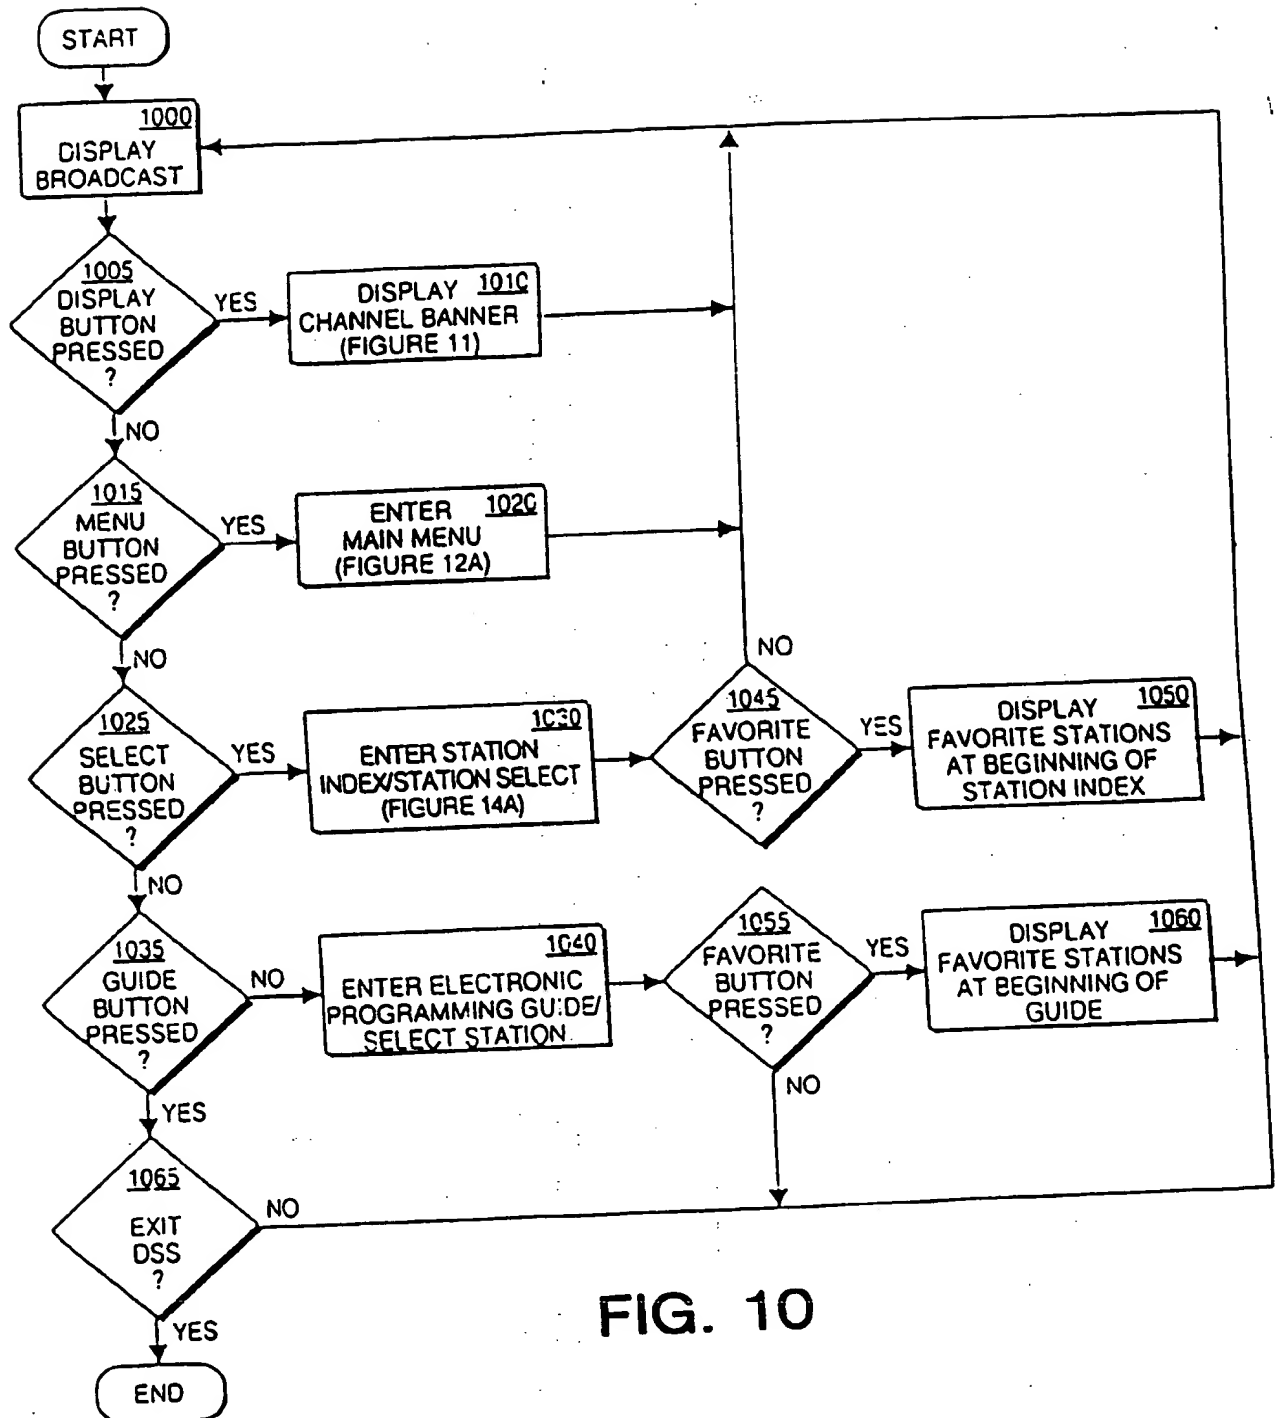 START
1000
DISPLAY
BROADCAST
1005
DISPLAY
BUTTON
PRESSED
?
YES
DISPLAY 1010
CHANNEL BANNER
(FIGURE 11)
NO
1015
MENU
BUTTON
PRESSED
?
YES
ENTER 1020
MAIN MENU
(FIGURE 12A)
NO
1025
SELECT
BUTTON
PRESSED
?
YES
1030
ENTER STATION
INDEX/STATION SELECT
(FIGURE 14A)
NO
1045
FAVORITE
BUTTON
PRESSED
?
YES
DISPLAY 1050
FAVORITE STATIONS
AT BEGINNING OF
STATION INDEX
NO
1035
GUIDE
BUTTON
PRESSED
?
NO
1040
ENTER ELECTRONIC
PROGRAMMING GUIDE/
SELECT STATION
1055
FAVORITE
BUTTON
PRESSED
?
YES
DISPLAY 1060
FAVORITE STATIONS
AT BEGINNING OF
GUIDE
NO
YES
1065
EXIT
DSS
?
NO
YES
END
FIG. 10